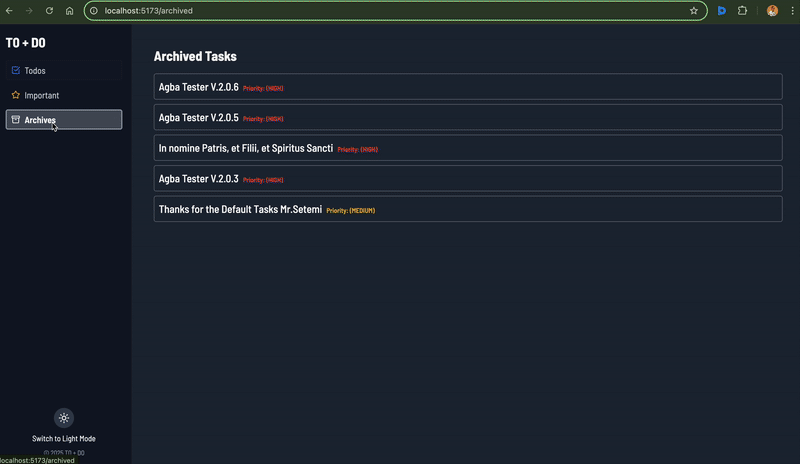 localhost:5173/archived
TO + DO
Todos
Important
Archives
Archived Tasks
Agba Tester V.2.0.6 Priority: (HIGH)
Agba Tester V.2.0.5 Priority: (HIGH)
In nomine Patris, et Filii, et Spiritus Sancti Priority: (HIGH)
Agba Tester V.2.0.3 Priority: (HIGH)
Thanks for the Default Tasks Mr.Setemi Priority: (MEDIUM)
Switch to Light Mode
© 2025 TO + DO
localhost:5173/archived